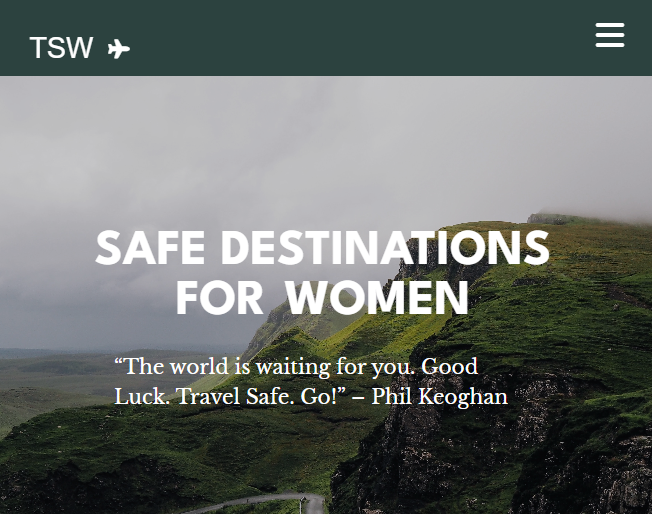 TSW
SAFE DESTINATIONS
FOR WOMEN
“The world is waiting for you. Good
Luck. Travel Safe. Go!” – Phil Keoghan